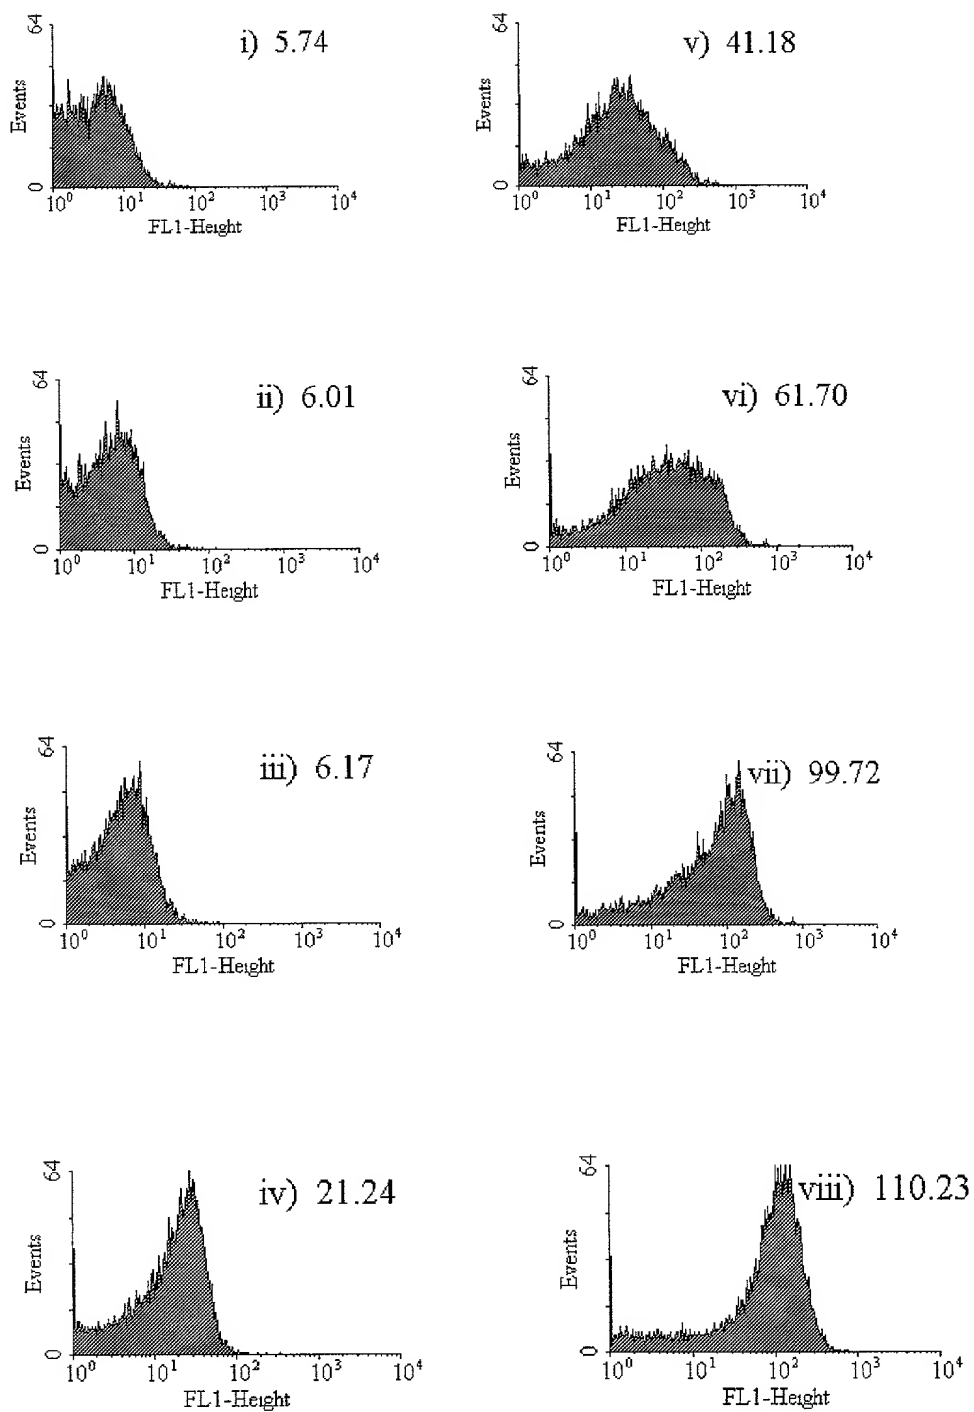 64
i) 5.74
Events
0
10⁰ 10¹ 10² 10³ 10⁴
FL1-Height
64
v) 41.18
Events
0
10⁰ 10¹ 10² 10³ 10⁴
FL1-Height
64
ii) 6.01
Events
0
10⁰ 10¹ 10² 10³ 10⁴
FL1-Height
64
vi) 61.70
Events
0
10⁰ 10¹ 10² 10³ 10⁴
FL1-Height
64
iii) 6.17
Events
0
10⁰ 10¹ 10² 10³ 10⁴
FL1-Height
64
vii) 99.72
Events
0
10⁰ 10¹ 10² 10³ 10⁴
FL1-Height
64
iv) 21.24
Events
0
10⁰ 10¹ 10² 10³ 10⁴
FL1-Height
64
viii) 110.23
Events
0
10⁰ 10¹ 10² 10³ 10⁴
FL1-Height